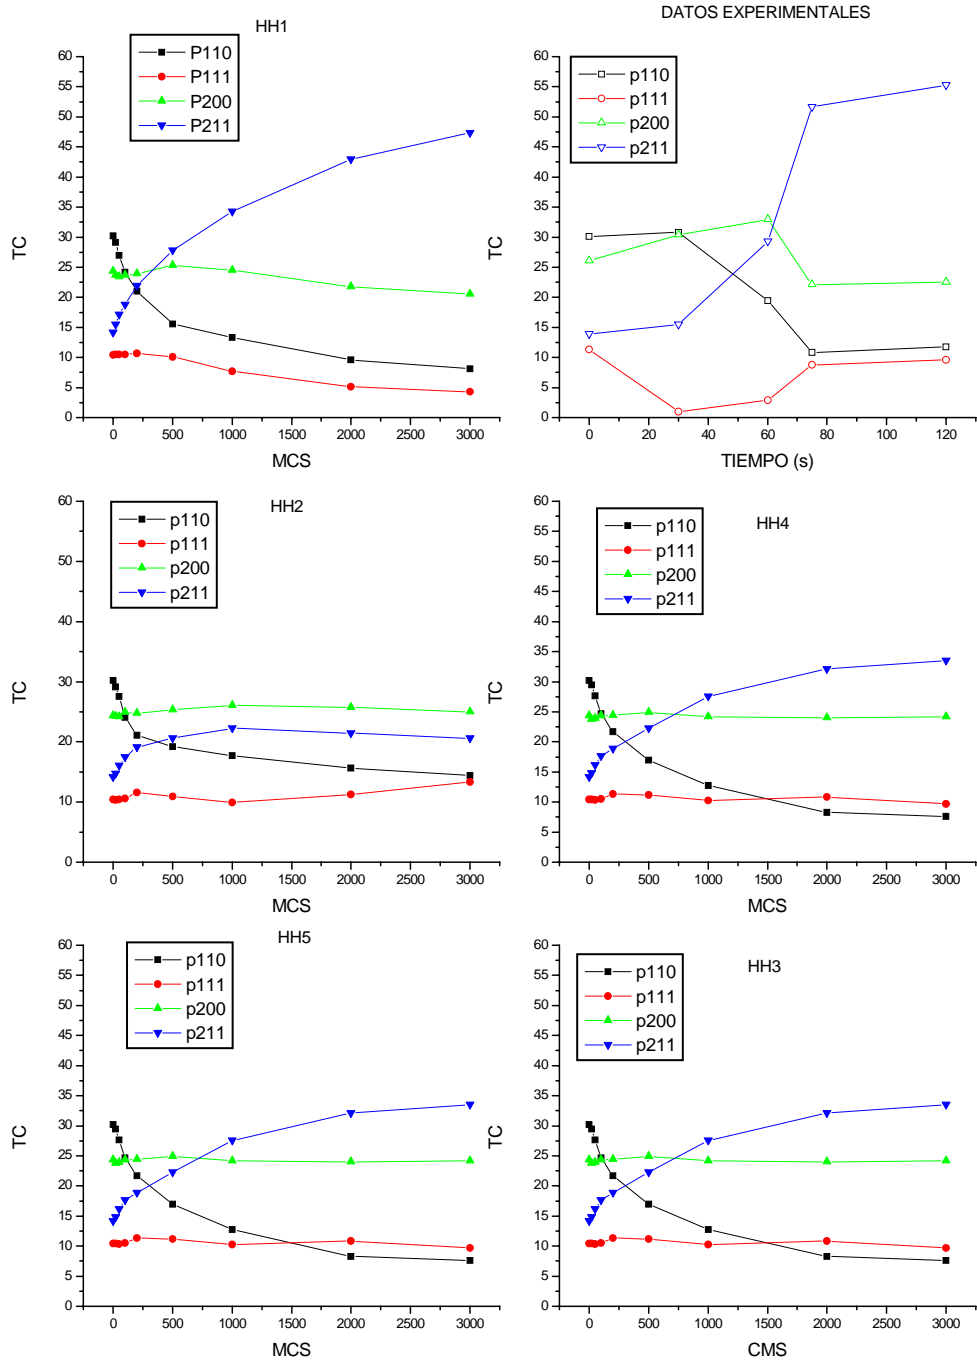 HH1
P110
P111
P200
P211
60
55
50
45
40
35
30
25
20
15
10
5
0
TC
0 500 1000 1500 2000 2500 3000
MCS
DATOS EXPERIMENTALES
p110
p111
p200
p211
60
55
50
45
40
35
30
25
20
15
10
5
0
TC
0 20 40 60 80 100 120
TIEMPO (s)
HH2
p110
p111
p200
p211
60
50
40
30
20
10
0
TC
0 500 1000 1500 2000 2500 3000
MCS
HH4
p110
p111
p200
p211
60
55
50
45
40
35
30
25
20
15
10
5
0
TC
0 500 1000 1500 2000 2500 3000
MCS
HH5
p110
p111
p200
p211
60
55
50
45
40
35
30
25
20
15
10
5
0
TC
0 500 1000 1500 2000 2500 3000
MCS
HH3
p110
p111
p200
p211
60
55
50
45
40
35
30
25
20
15
10
5
0
TC
0 500 1000 1500 2000 2500 3000
CMS